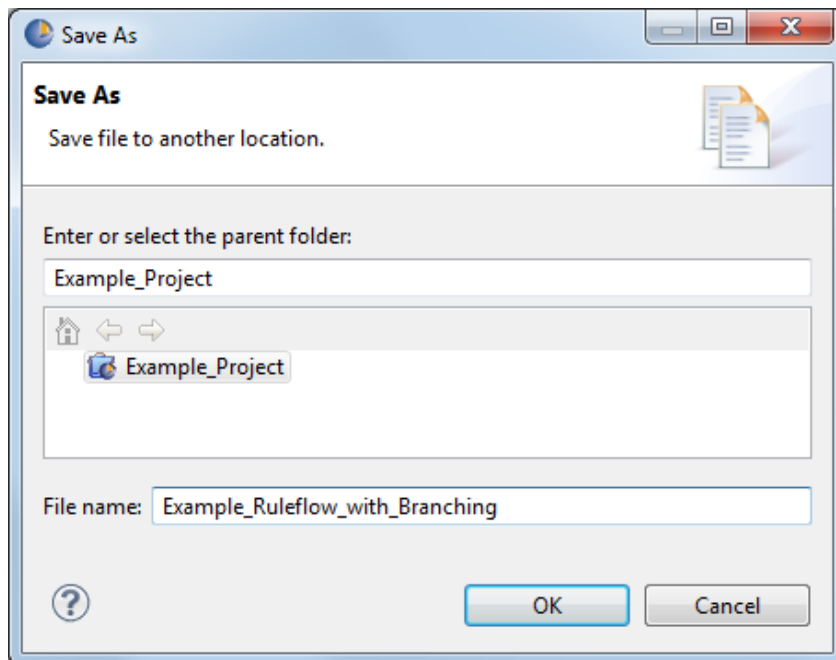 Save As
Save As
Save file to another location.
Enter or select the parent folder:
Example_Project
Example_Project
File name: Example_Ruleflow_with_Branching
OK Cancel